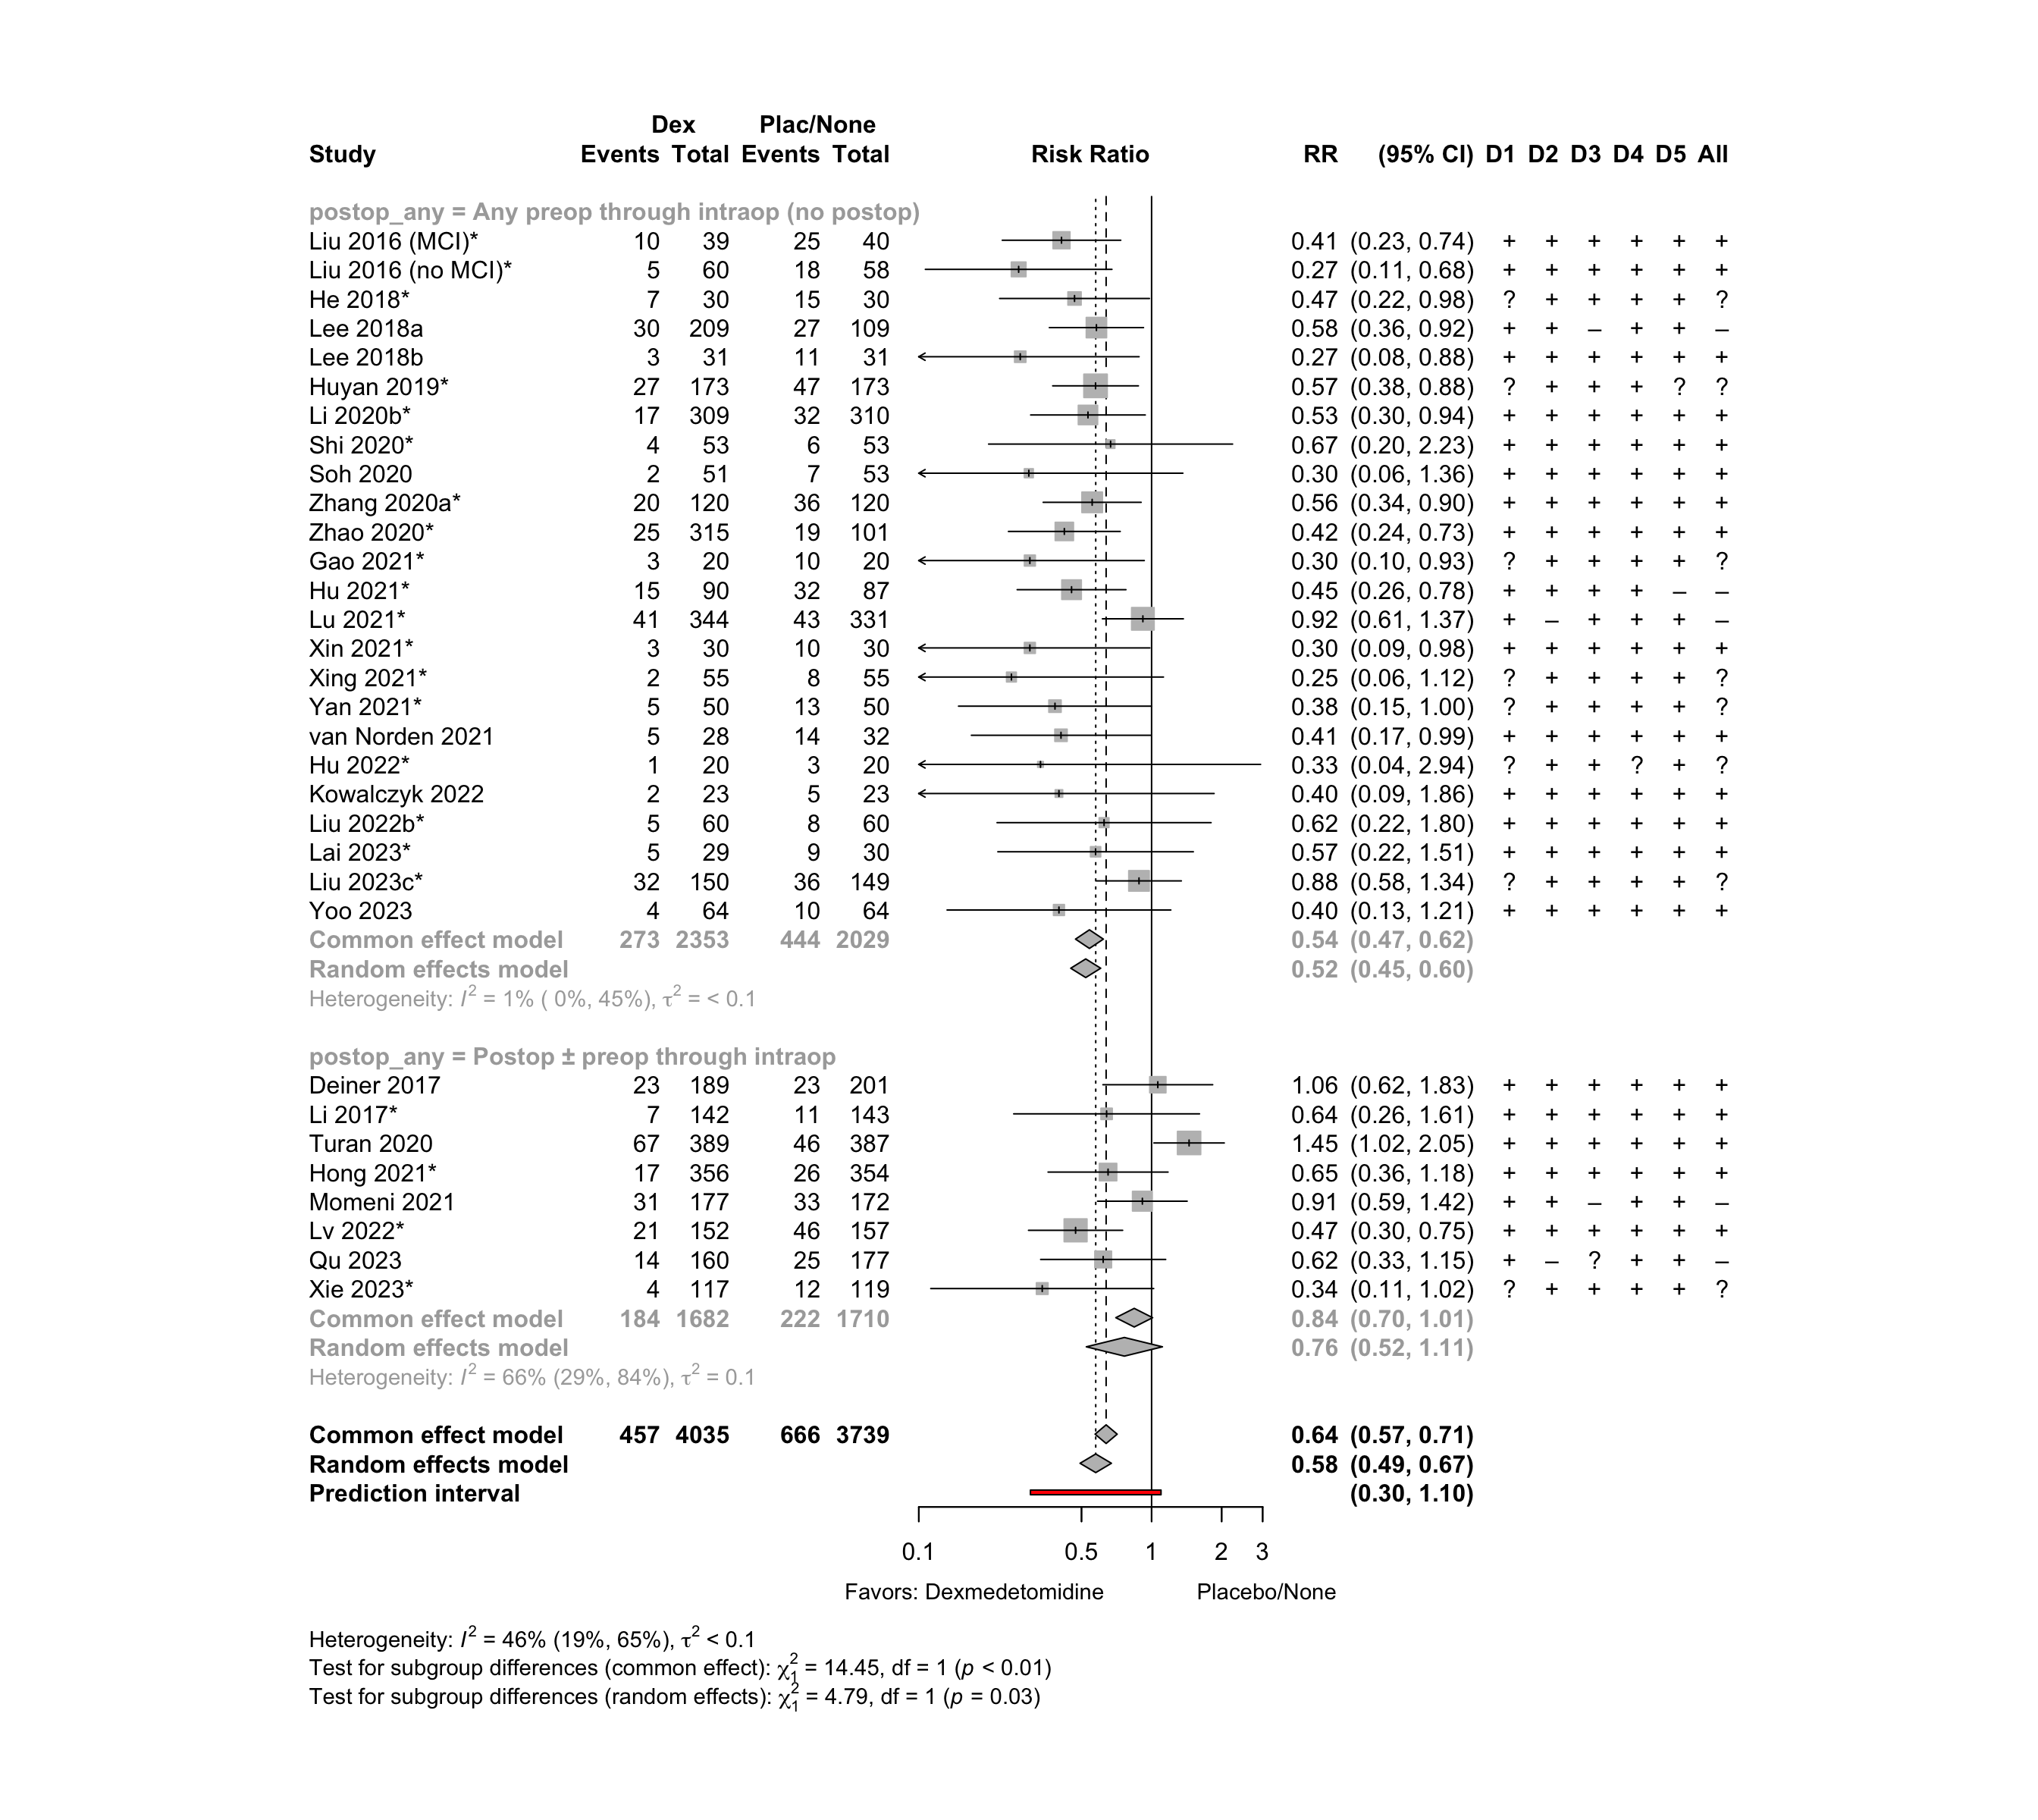 Dex Plac/None
Study Events Total Events Total Risk Ratio RR (95% CI) D1 D2 D3 D4 D5 All
postop_any = Any preop through intraop (no postop)
Liu 2016 (MCI)* 10 39 25 40 0.41 (0.23, 0.74) + + + + + +
Liu 2016 (no MCI)* 5 60 18 58 0.27 (0.11, 0.68) + + + + + +
He 2018* 7 30 15 30 0.47 (0.22, 0.98) ? + + + + ?
Lee 2018a 30 209 27 109 0.58 (0.36, 0.92) + + – + + –
Lee 2018b 3 31 11 31 0.27 (0.08, 0.88) + + + + + +
Huyan 2019* 27 173 47 173 0.57 (0.38, 0.88) ? + + + ? ?
Li 2020b* 17 309 32 310 0.53 (0.30, 0.94) + + + + + +
Shi 2020* 4 53 6 53 0.67 (0.20, 2.23) + + + + + +
Soh 2020 2 51 7 53 0.30 (0.06, 1.36) + + + + + +
Zhang 2020a* 20 120 36 120 0.56 (0.34, 0.90) + + + + + +
Zhao 2020* 25 315 19 101 0.42 (0.24, 0.73) + + + + + +
Gao 2021* 3 20 10 20 0.30 (0.10, 0.93) ? + + + + ?
Hu 2021* 15 90 32 87 0.45 (0.26, 0.78) + + + + – –
Lu 2021* 41 344 43 331 0.92 (0.61, 1.37) + – + + + –
Xin 2021* 3 30 10 30 0.30 (0.09, 0.98) + + + + + +
Xing 2021* 2 55 8 55 0.25 (0.06, 1.12) ? + + + + ?
Yan 2021* 5 50 13 50 0.38 (0.15, 1.00) ? + + + + ?
van Norden 2021 5 28 14 32 0.41 (0.17, 0.99) + + + + + +
Hu 2022* 1 20 3 20 0.33 (0.04, 2.94) ? + + ? + ?
Kowalczyk 2022 2 23 5 23 0.40 (0.09, 1.86) + + + + + +
Liu 2022b* 5 60 8 60 0.62 (0.22, 1.80) + + + + + +
Lai 2023* 5 29 9 30 0.57 (0.22, 1.51) + + + + + +
Liu 2023c* 32 150 36 149 0.88 (0.58, 1.34) ? + + + + ?
Yoo 2023 4 64 10 64 0.40 (0.13, 1.21) + + + + + +
Common effect model 273 2353 444 2029 0.54 (0.47, 0.62)
Random effects model 0.52 (0.45, 0.60)
Heterogeneity: I² = 1% ( 0%, 45%), τ² = < 0.1
postop_any = Postop ± preop through intraop
Deiner 2017 23 189 23 201 1.06 (0.62, 1.83) + + + + + +
Li 2017* 7 142 11 143 0.64 (0.26, 1.61) + + + + + +
Turan 2020 67 389 46 387 1.45 (1.02, 2.05) + + + + + +
Hong 2021* 17 356 26 354 0.65 (0.36, 1.18) + + + + + +
Momeni 2021 31 177 33 172 0.91 (0.59, 1.42) + + – + + –
Lv 2022* 21 152 46 157 0.47 (0.30, 0.75) + + + + + +
Qu 2023 14 160 25 177 0.62 (0.33, 1.15) + – ? + + –
Xie 2023* 4 117 12 119 0.34 (0.11, 1.02) ? + + + + ?
Common effect model 184 1682 222 1710 0.84 (0.70, 1.01)
Random effects model 0.76 (0.52, 1.11)
Heterogeneity: I² = 66% (29%, 84%), τ² = 0.1
Common effect model 457 4035 666 3739 0.64 (0.57, 0.71)
Random effects model 0.58 (0.49, 0.67)
Prediction interval (0.30, 1.10)
0.1 0.5 1 2 3
Favors: Dexmedetomidine Placebo/None
Heterogeneity: I² = 46% (19%, 65%), τ² < 0.1
Test for subgroup differences (common effect): χ²₁ = 14.45, df = 1 (p < 0.01)
Test for subgroup differences (random effects): χ²₁ = 4.79, df = 1 (p = 0.03)